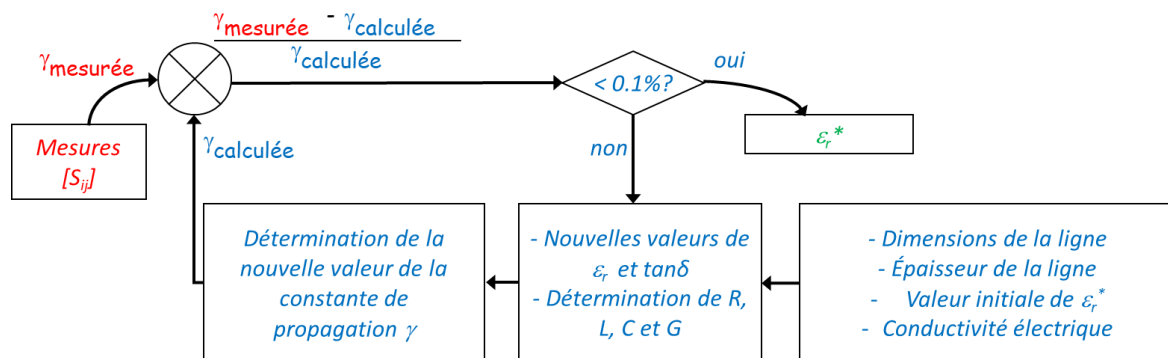 γmesurée - γcalculée
γcalculée
γmesurée
< 0.1%?
oui
Mesures
[Sij]
εr*
γcalculée
non
Détermination de la
nouvelle valeur de la
constante de
propagation γ
- Nouvelles valeurs de
εr et tanδ
- Détermination de R,
L, C et G
- Dimensions de la ligne
- Épaisseur de la ligne
- Valeur initiale de εr*
- Conductivité électrique